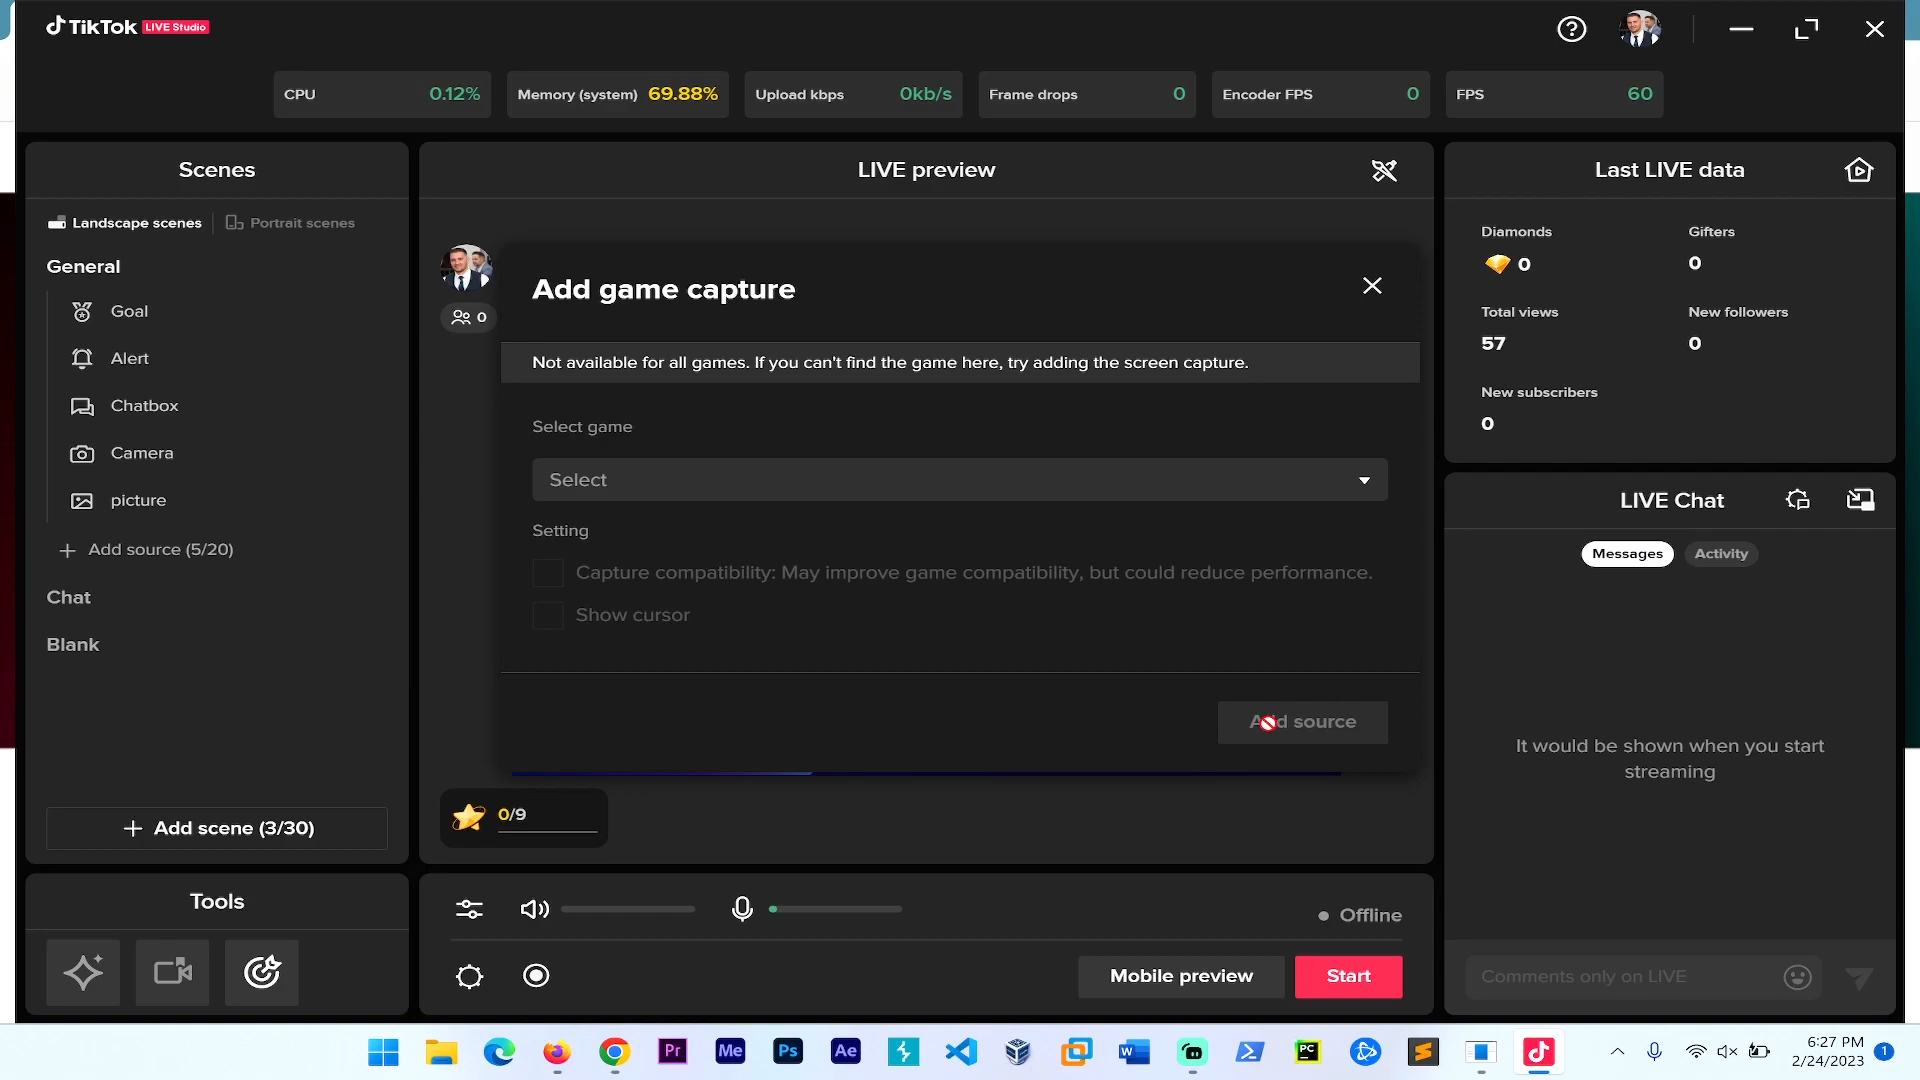 TikTok LIVE Studio
CPU 0.12%
Memory (system) 69.88%
Upload kbps 0kb/s
Frame drops 0
Encoder FPS 0
FPS 60
Scenes
Landscape scenes
Portrait scenes
General
Goal
Alert
Chatbox
Camera
picture
+ Add source (5/20)
Chat
Blank
+ Add scene (3/30)
Tools
LIVE preview
0
Add game capture
Not available for all games. If you can't find the game here, try adding the screen capture.
Select game
Select
Setting
Capture compatibility: May improve game compatibility, but could reduce performance.
Show cursor
Add source
0/9
Offline
Mobile preview
Start
Last LIVE data
Diamonds
0
Gifters
0
Total views
57
New followers
0
New subscribers
0
LIVE Chat
Messages
Activity
It would be shown when you start
streaming
Comments only on LIVE
Pr
Me
Ps
Ae
W
PC
6:27 PM
2/24/2023
1